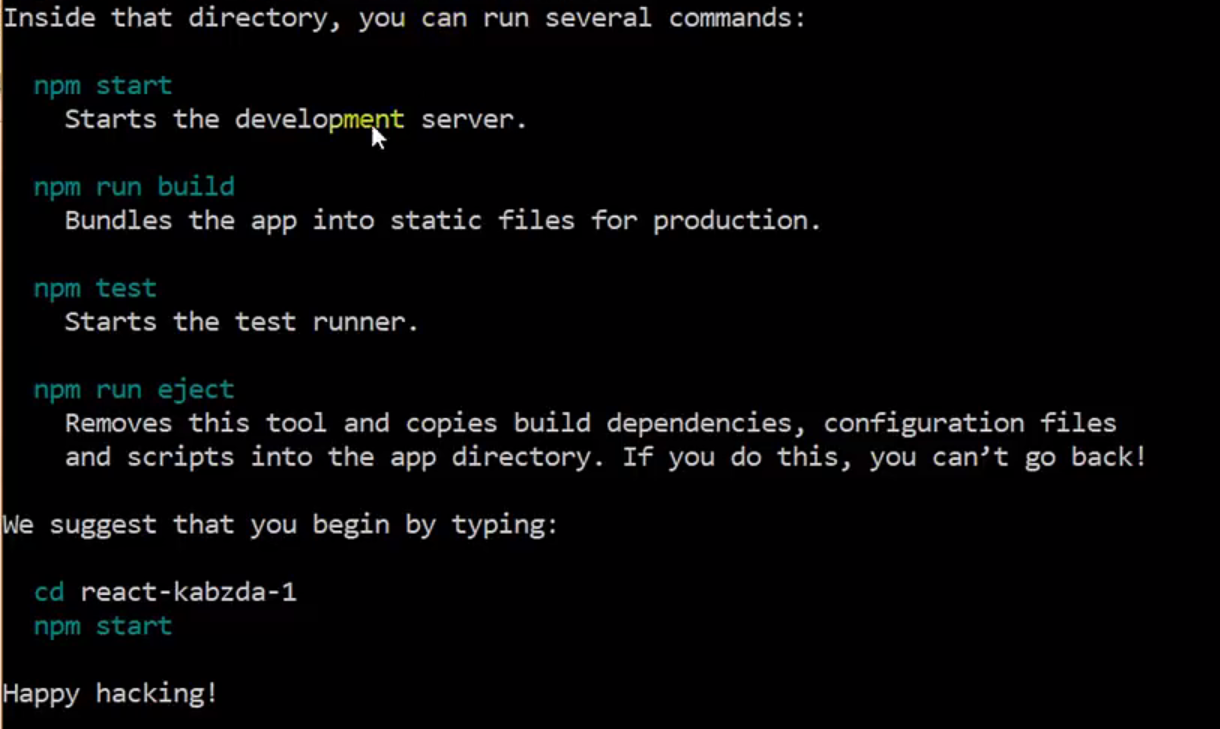 Inside that directory, you can run several commands:
npm start
Starts the development server.
npm run build
Bundles the app into static files for production.
npm test
Starts the test runner.
npm run eject
Removes this tool and copies build dependencies, configuration files
and scripts into the app directory. If you do this, you can’t go back!
We suggest that you begin by typing:
cd react-kabzda-1
npm start
Happy hacking!